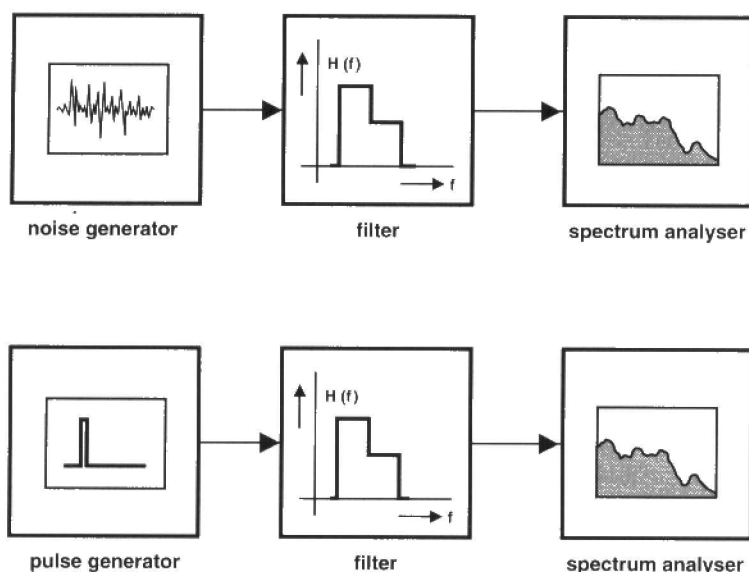 H (f)
f
noise generator
filter
spectrum analyser
H (f)
f
pulse generator
filter
spectrum analyser